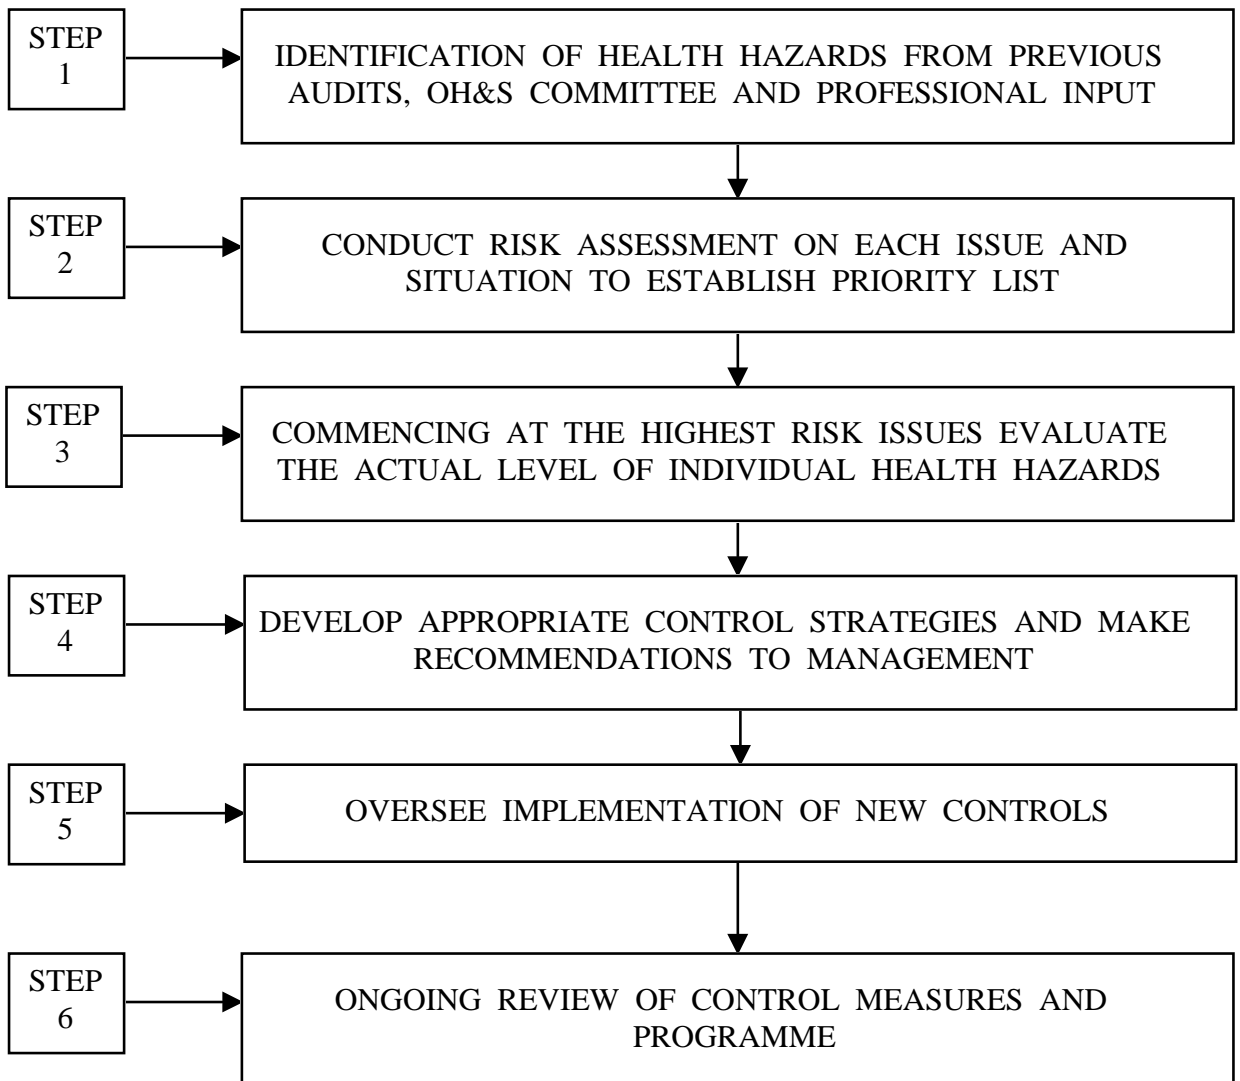 STEP
1
IDENTIFICATION OF HEALTH HAZARDS FROM PREVIOUS
AUDITS, OH&S COMMITTEE AND PROFESSIONAL INPUT
STEP
2
CONDUCT RISK ASSESSMENT ON EACH ISSUE AND
SITUATION TO ESTABLISH PRIORITY LIST
STEP
3
COMMENCING AT THE HIGHEST RISK ISSUES EVALUATE
THE ACTUAL LEVEL OF INDIVIDUAL HEALTH HAZARDS
STEP
4
DEVELOP APPROPRIATE CONTROL STRATEGIES AND MAKE
RECOMMENDATIONS TO MANAGEMENT
STEP
5
OVERSEE IMPLEMENTATION OF NEW CONTROLS
STEP
6
ONGOING REVIEW OF CONTROL MEASURES AND
PROGRAMME